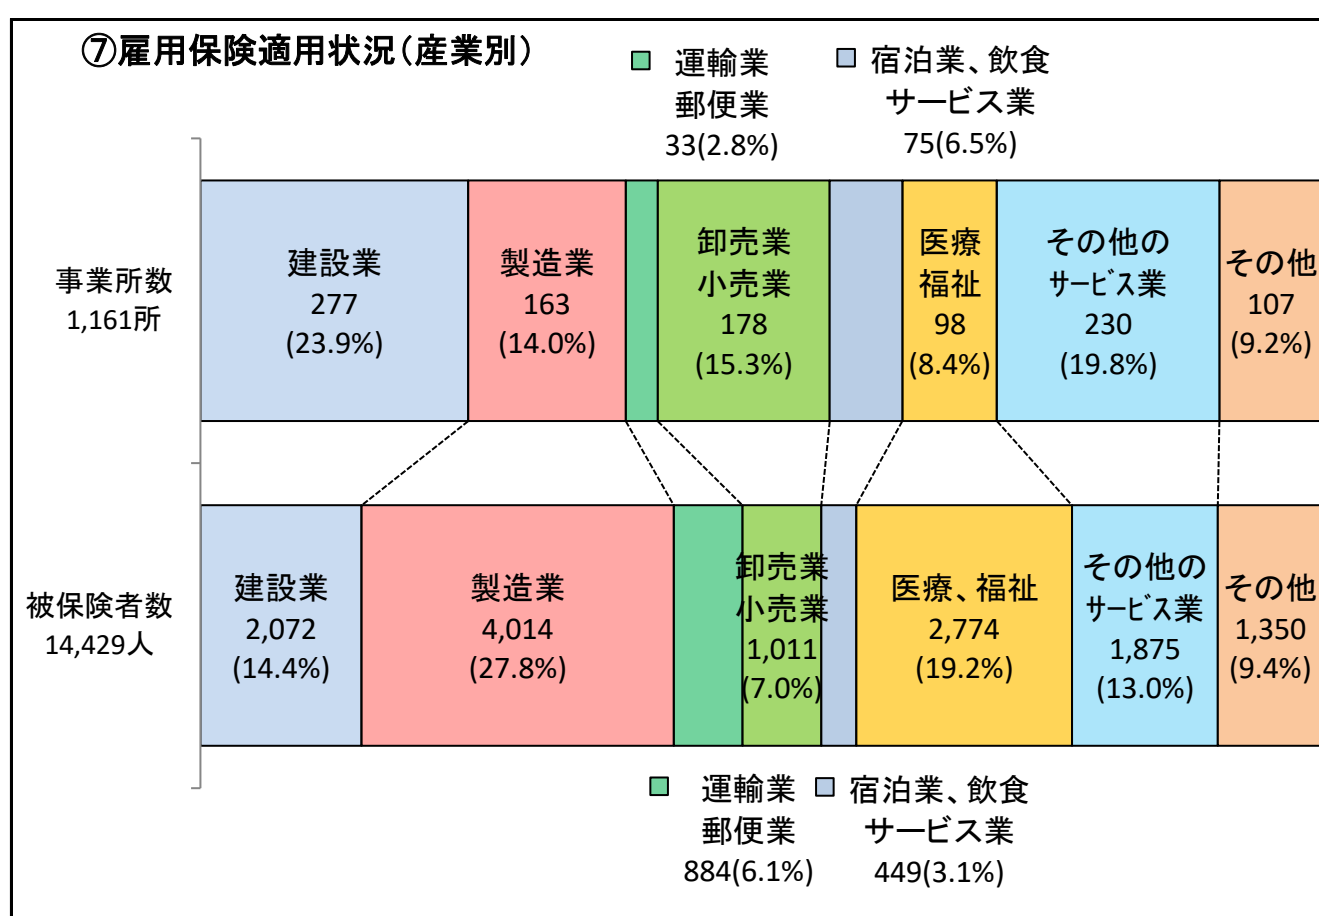 ⑦雇用保険適用状況（産業別）
運輸業
郵便業
33(2.8%)
宿泊業、飲食
サービス業
75(6.5%)
事業所数
1,161所
建設業
277
(23.9%)
製造業
163
(14.0%)
卸売業
小売業
178
(15.3%)
医療
福祉
98
(8.4%)
その他の
サービス業
230
(19.8%)
その他
107
(9.2%)
被保険者数
14,429人
建設業
2,072
(14.4%)
製造業
4,014
(27.8%)
卸売業
小売業
1,011
(7.0%)
医療、福祉
2,774
(19.2%)
その他の
サービス業
1,875
(13.0%)
その他
1,350
(9.4%)
運輸業
郵便業
884(6.1%)
宿泊業、飲食
サービス業
449(3.1%)